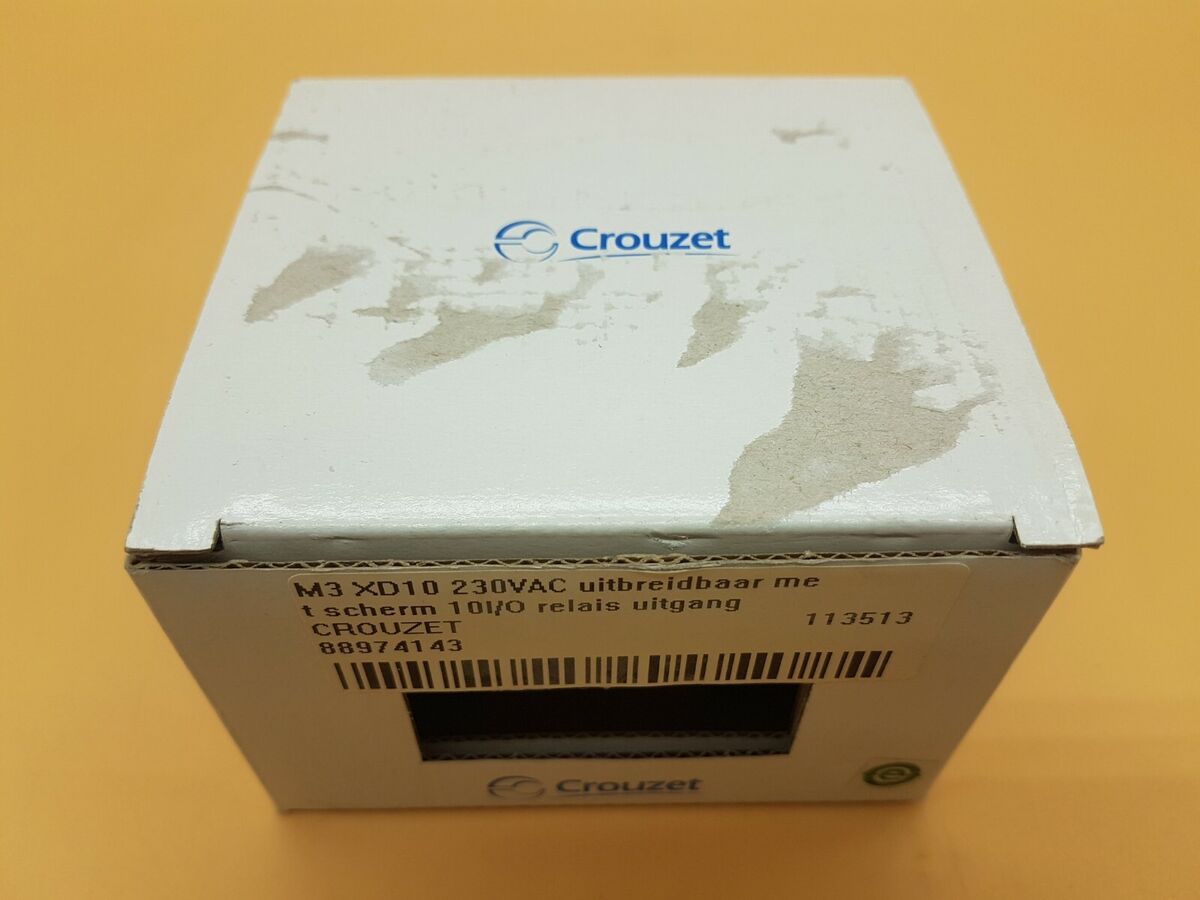 Crouzet
M3 XD10 230VAC uitbreidbaar me
t scherm 10I/O relais uitgang
CROUZET 113513
88974143
Crouzet